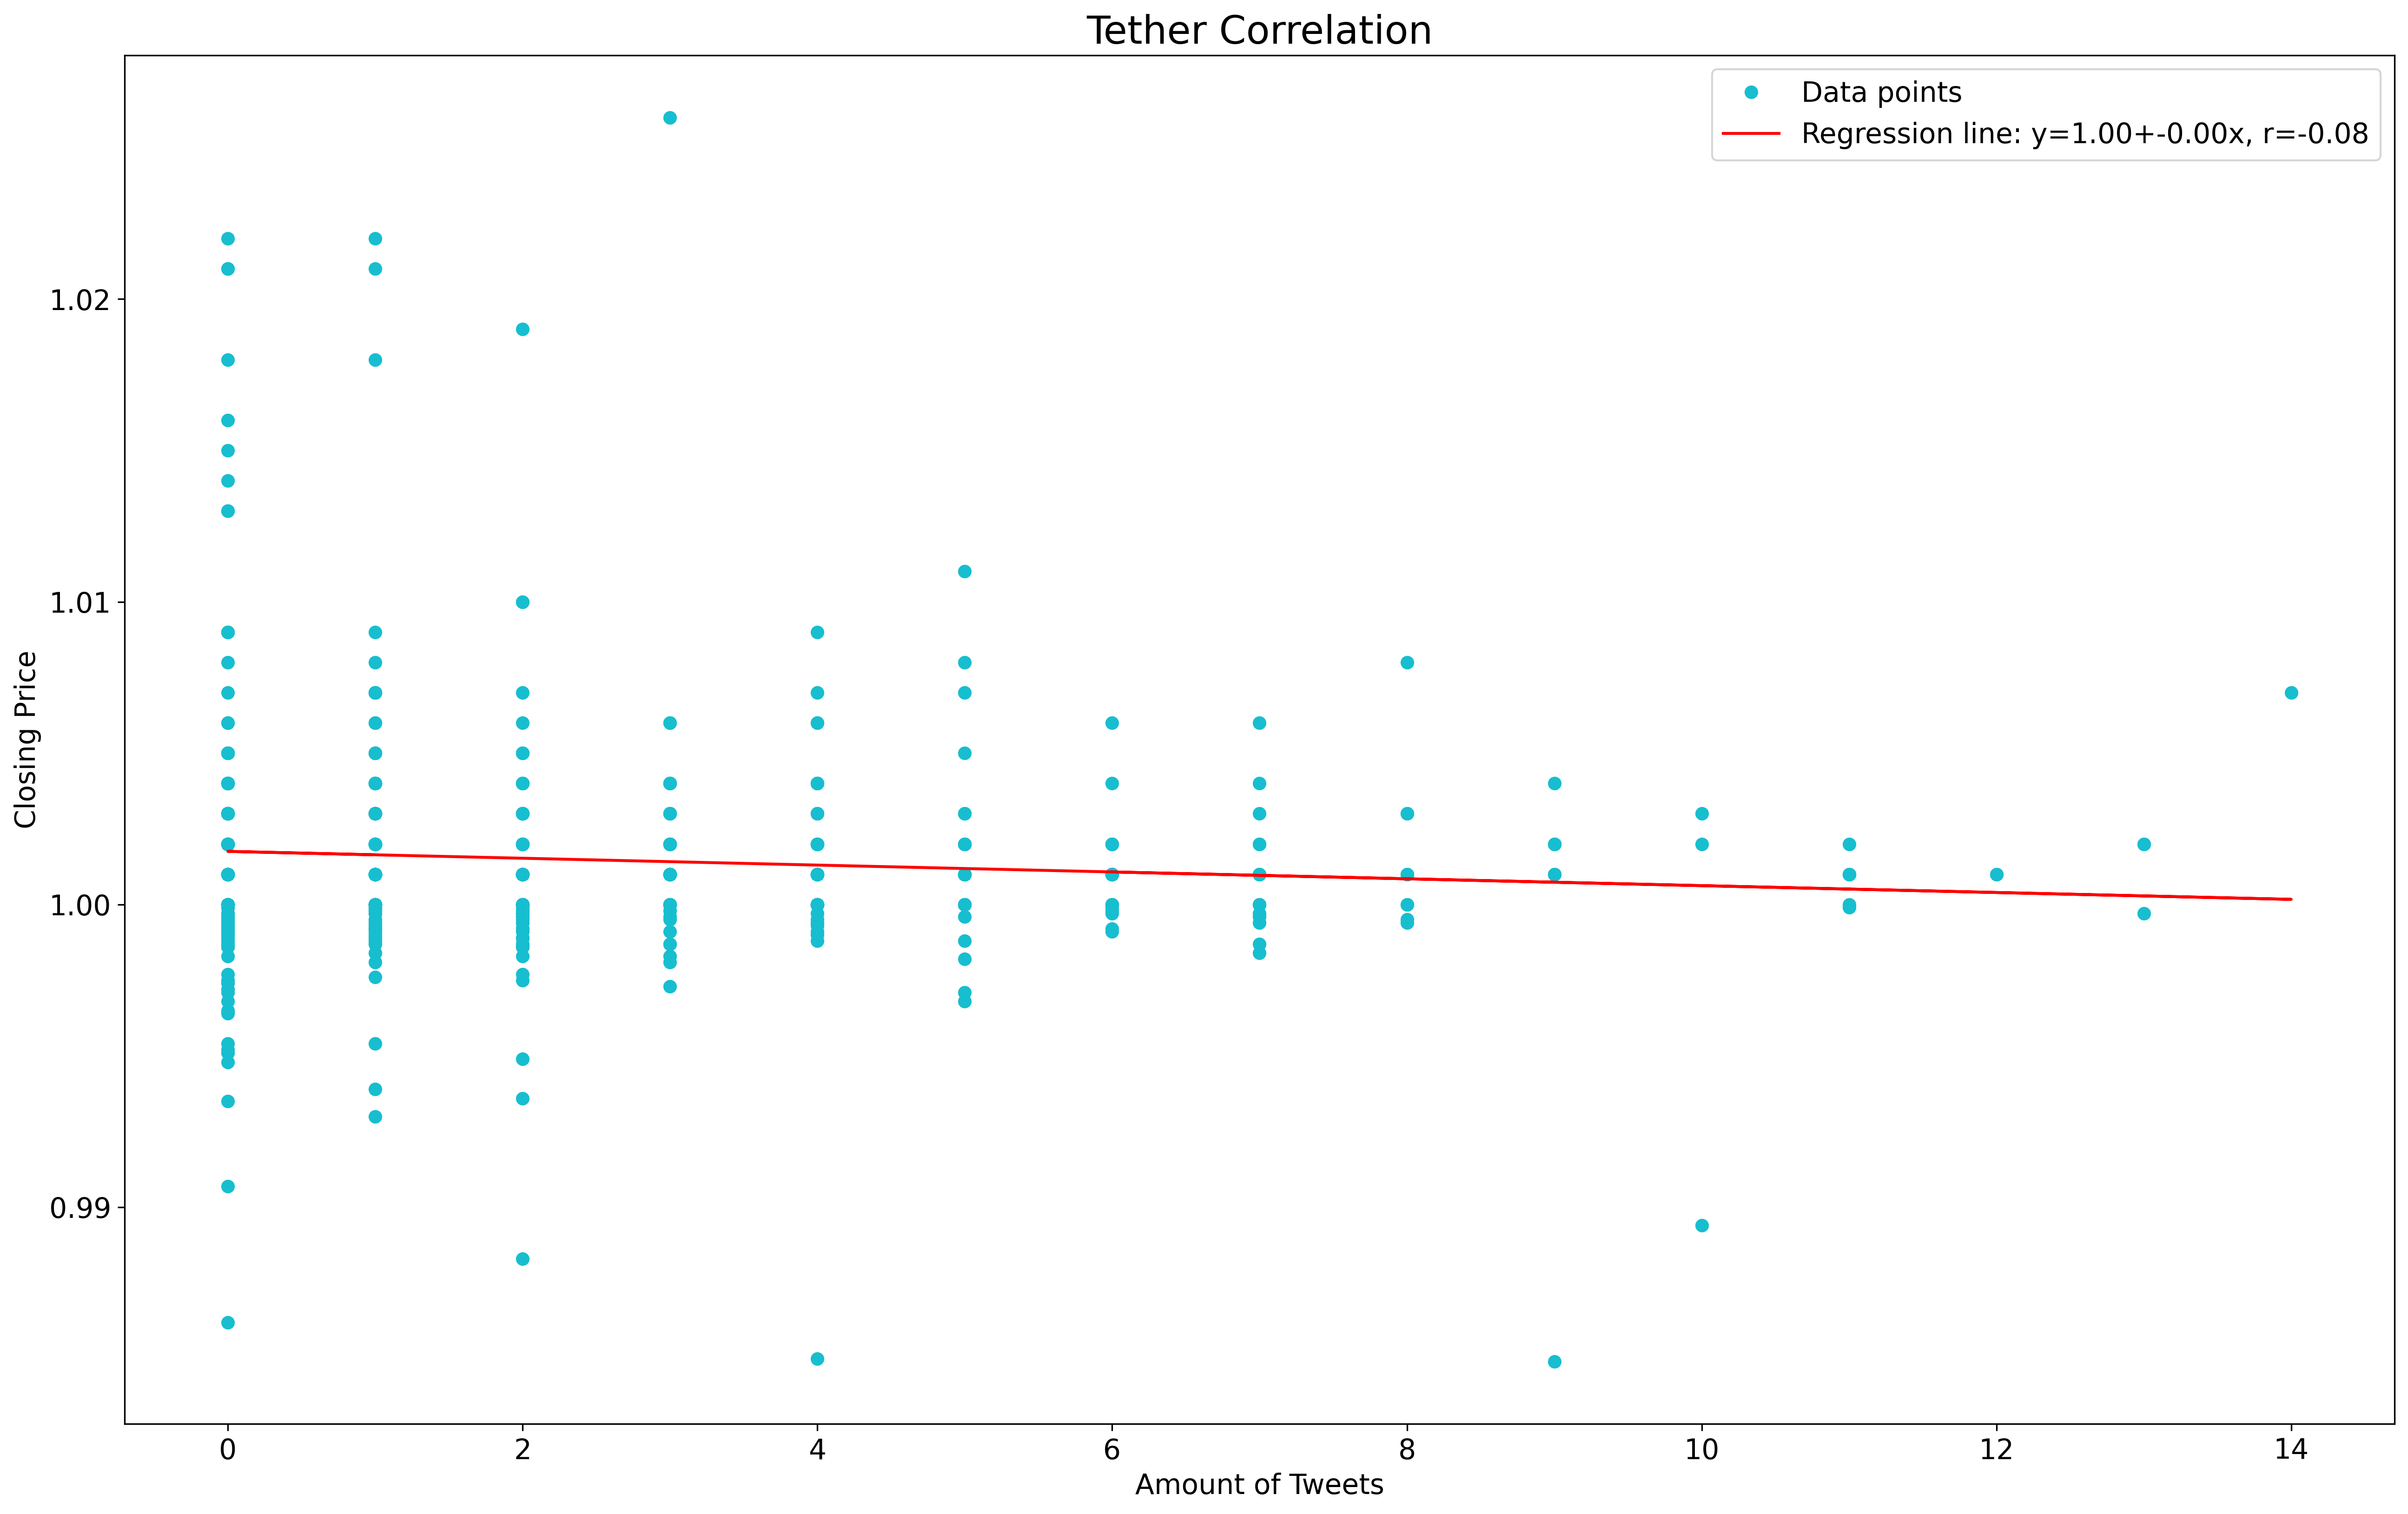 Tether Correlation
Data points
Regression line: y=1.00+-0.00x, r=-0.08
Closing Price
1.02
1.01
1.00
0.99
0 2 4 6 8 10 12 14
Amount of Tweets